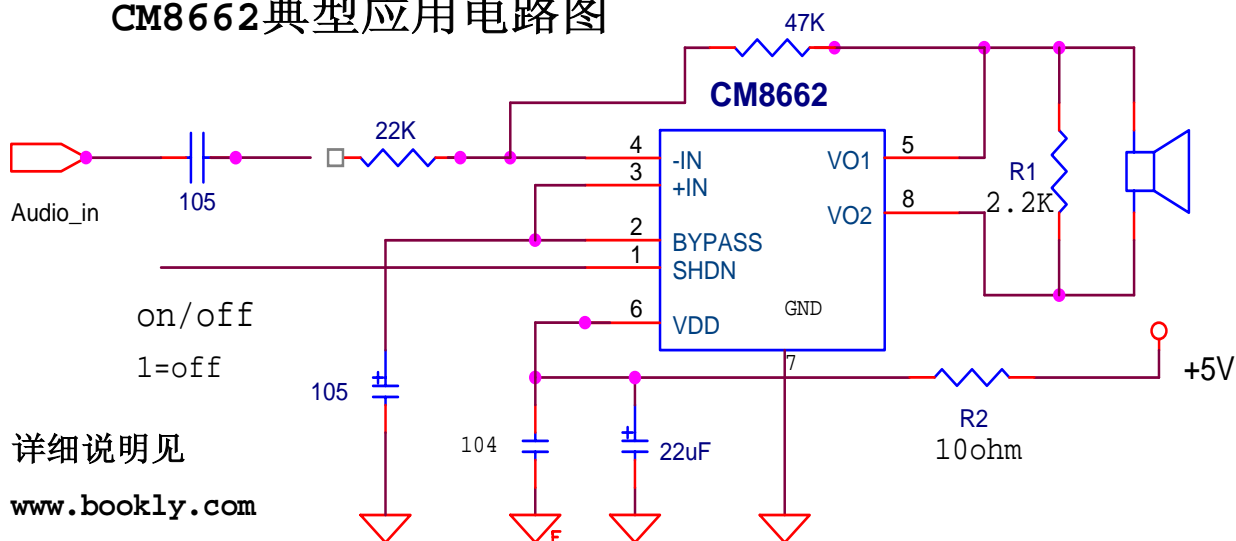 CM8662典型应用电路图
47K
CM8662
22K
105
Audio_in
4
-IN
3
+IN
2
BYPASS
1
SHDN
6
VDD
VO1
5
VO2
8
GND
7
R1
2.2K
on/off
1=off
105
104
22uF
R2
10ohm
+5V
详细说明见
www.bookly.com